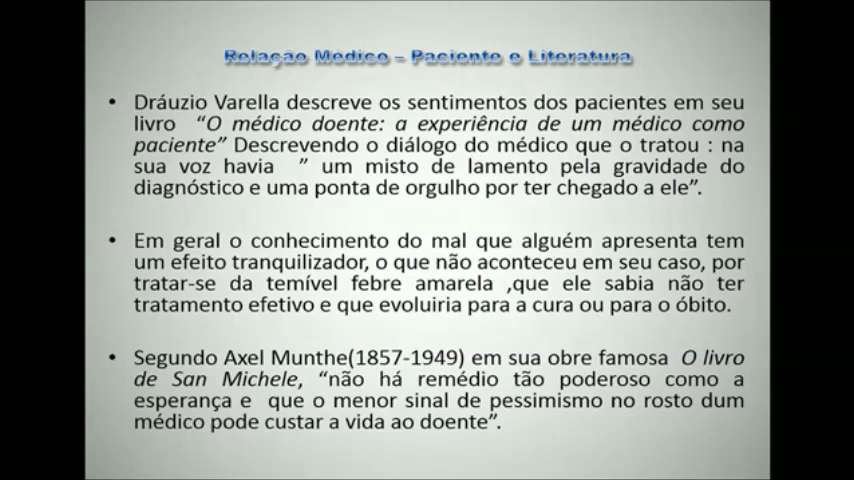 Relação Médico – Paciente e Literatura
• Dráuzio Varella descreve os sentimentos dos pacientes em seu
livro “O médico doente: a experiência de um médico como
paciente” Descrevendo o diálogo do médico que o tratou : na
sua voz havia ” um misto de lamento pela gravidade do
diagnóstico e uma ponta de orgulho por ter chegado a ele”.
• Em geral o conhecimento do mal que alguém apresenta tem
um efeito tranquilizador, o que não aconteceu em seu caso, por
tratar-se da temível febre amarela ,que ele sabia não ter
tratamento efetivo e que evoluiria para a cura ou para o óbito.
• Segundo Axel Munthe(1857-1949) em sua obre famosa O livro
de San Michele, “não há remédio tão poderoso como a
esperança e que o menor sinal de pessimismo no rosto dum
médico pode custar a vida ao doente”.